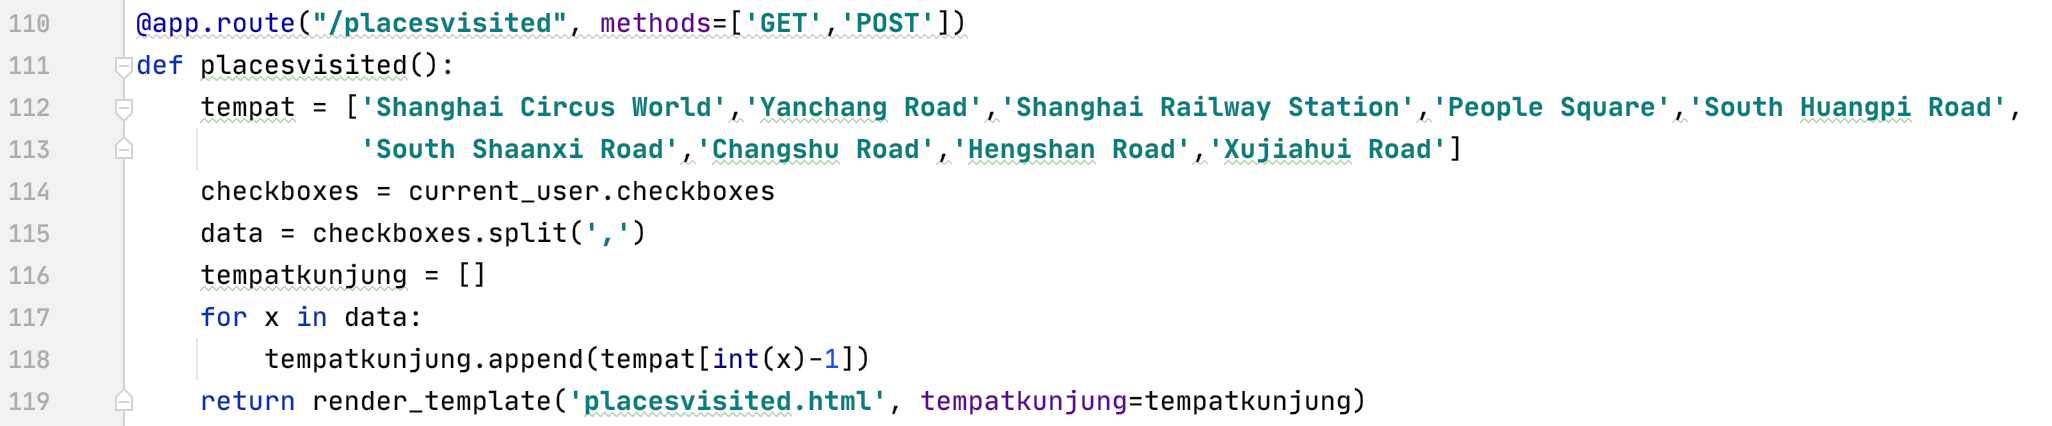 110 @app.route("/placesvisited", methods=['GET','POST'])
111 def placesvisited():
112     tempat = ['Shanghai Circus World','Yanchang Road','Shanghai Railway Station','People Square','South Huangpi Road',
113               'South Shaanxi Road','Changshu Road','Hengshan Road','Xujiahui Road']
114     checkboxes = current_user.checkboxes
115     data = checkboxes.split(',')
116     tempatkunjung = []
117     for x in data:
118         tempatkunjung.append(tempat[int(x)-1])
119     return render_template('placesvisited.html', tempatkunjung=tempatkunjung)